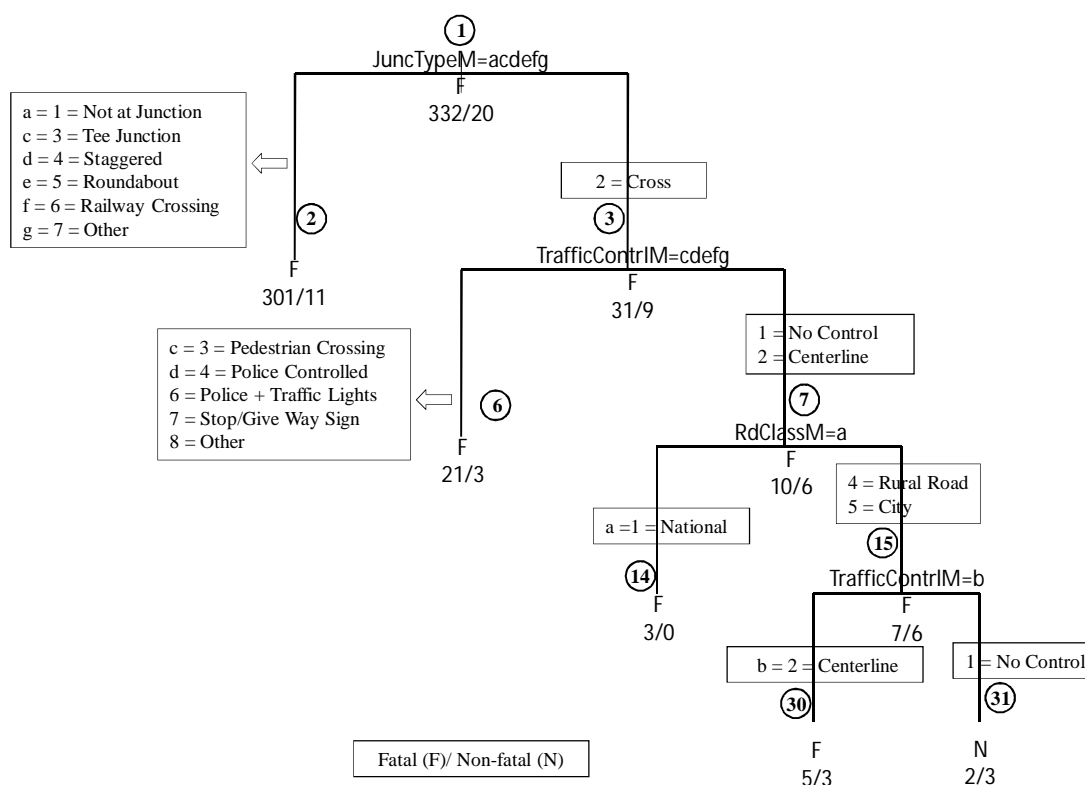 1
JuncTypeM=acdefg
F
332/20
a = 1 = Not at Junction
c = 3 = Tee Junction
d = 4 = Staggered
e = 5 = Roundabout
f = 6 = Railway Crossing
g = 7 = Other
2 = Cross
2
3
F
301/11
TrafficContrlM=cdefg
F
31/9
c = 3 = Pedestrian Crossing
d = 4 = Police Controlled
6 = Police + Traffic Lights
7 = Stop/Give Way Sign
8 = Other
1 = No Control
2 = Centerline
6
7
F
21/3
RdClassM=a
F
10/6
a =1 = National
4 = Rural Road
5 = City
14
15
F
3/0
TrafficContrlM=b
F
7/6
b = 2 = Centerline
1 = No Control
30
31
F
5/3
N
2/3
Fatal (F)/ Non-fatal (N)